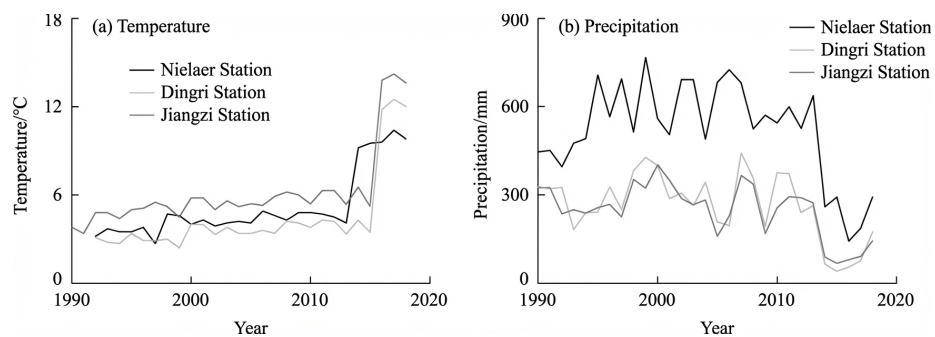 (a) Temperature
Temperature/°C
18
12
6
0
Nielaer Station
Dingri Station
Jiangzi Station
1990
2000
2010
2020
Year
(b) Precipitation
Precipitation/mm
900
600
300
0
Nielaer Station
Dingri Station
Jiangzi Station
1990
2000
2010
2020
Year